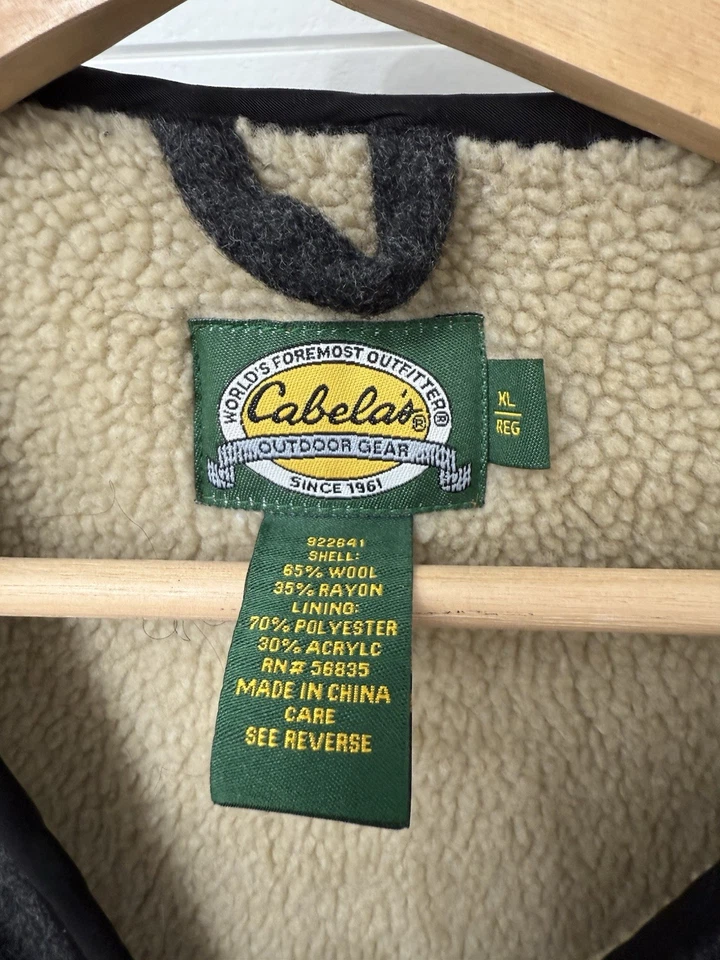 WORLD'S FOREMOST OUTFITTER®
Cabela's®
OUTDOOR GEAR
SINCE 1961
XL
REG
922641
SHELL:
65% WOOL
35% RAYON
LINING:
70% POLYESTER
30% ACRYLC
RN# 56835
MADE IN CHINA
CARE
SEE REVERSE